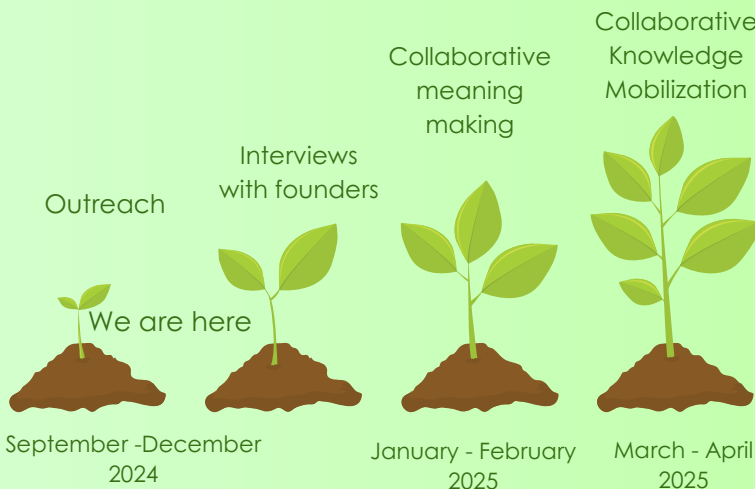 Outreach
We are here
September -December
2024
Interviews
with founders
Collaborative
meaning
making
January - February
2025
Collaborative
Knowledge
Mobilization
March - April
2025